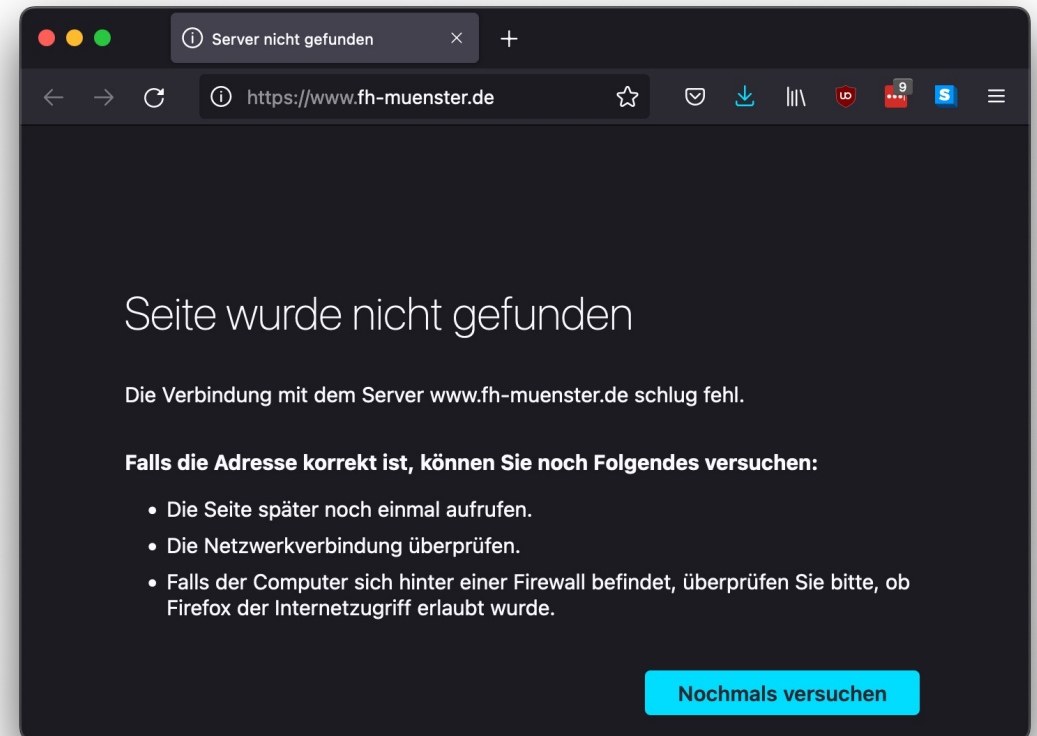 Server nicht gefunden
https://www.fh-muenster.de
9
S
Seite wurde nicht gefunden
Die Verbindung mit dem Server www.fh-muenster.de schlug fehl.
Falls die Adresse korrekt ist, können Sie noch Folgendes versuchen:
• Die Seite später noch einmal aufrufen.
• Die Netzwerkverbindung überprüfen.
• Falls der Computer sich hinter einer Firewall befindet, überprüfen Sie bitte, ob
Firefox der Internetzugriff erlaubt wurde.
Nochmals versuchen